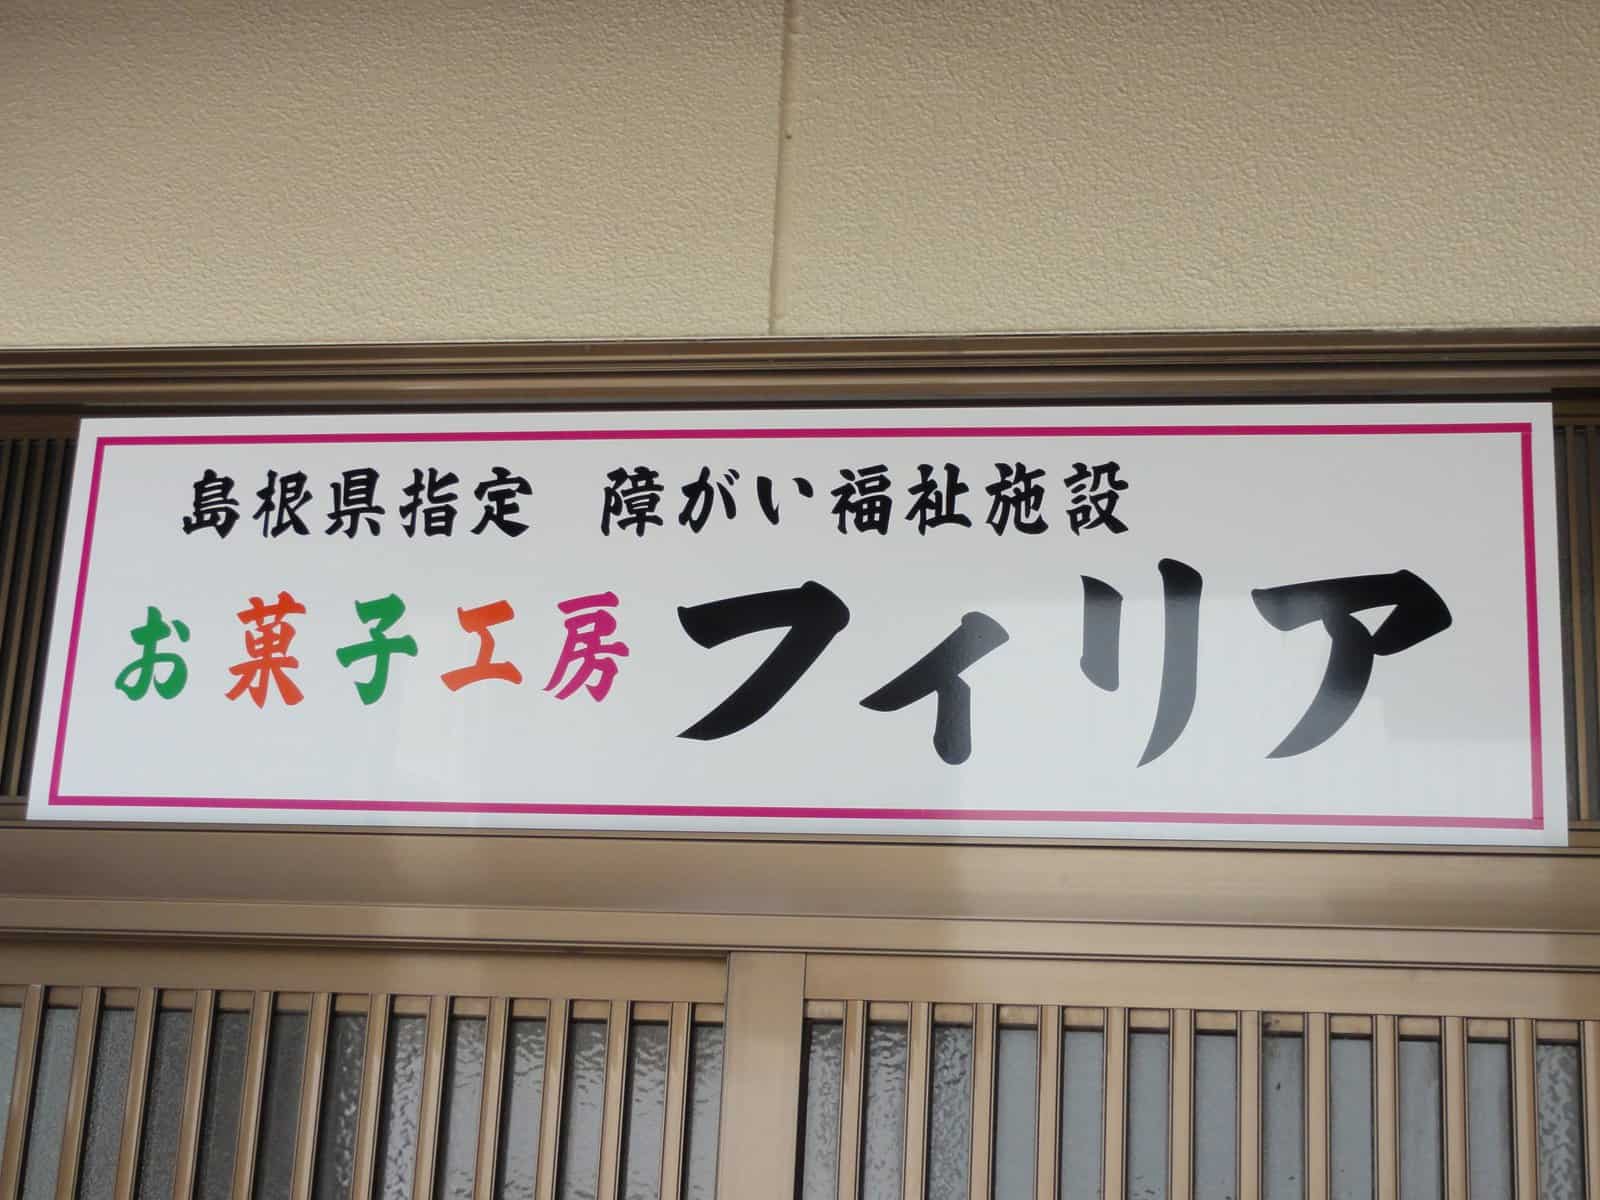 島根県指定　障がい福祉施設
お菓子工房フィリア